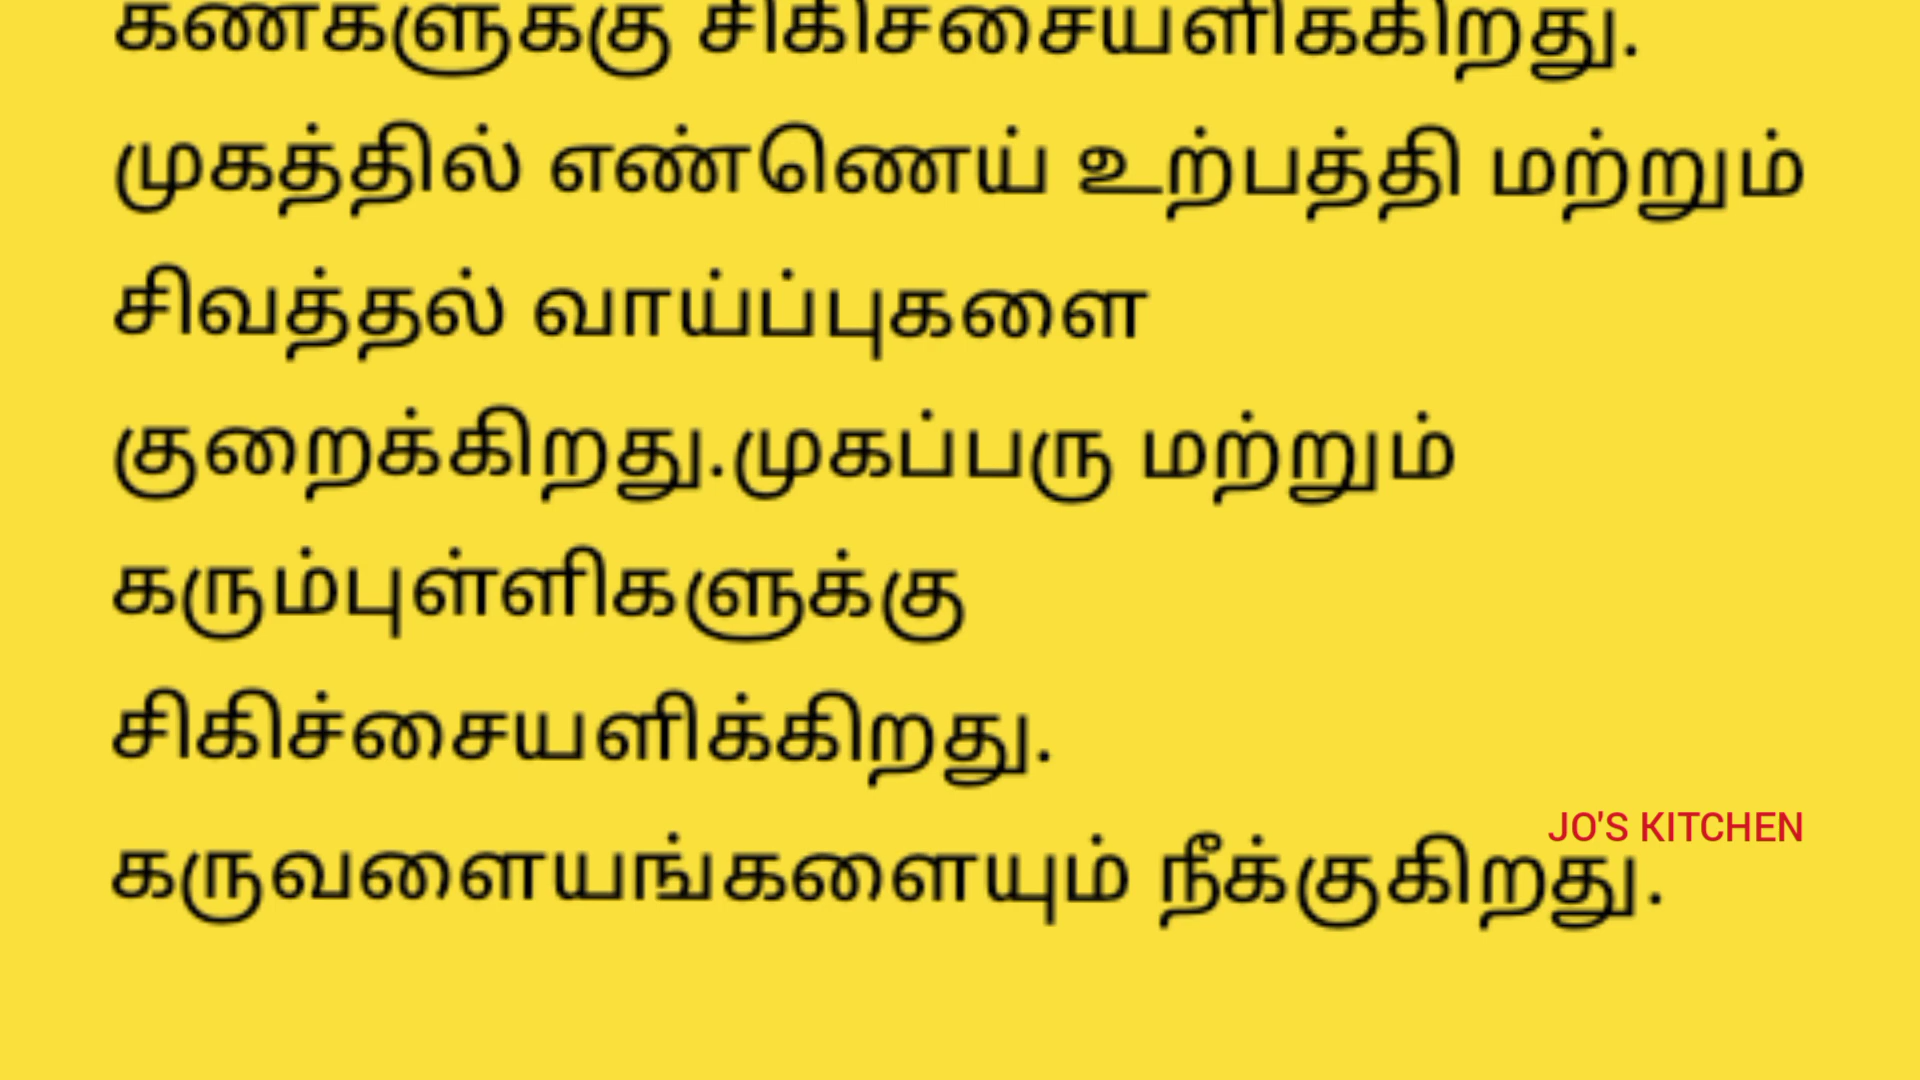 கண்களுக்கு சிகிச்சையளிக்கிறது.
முகத்தில் எண்ணெய் உற்பத்தி மற்றும்
சிவத்தல் வாய்ப்புகளை
குறைக்கிறது.முகப்பரு மற்றும்
கரும்புள்ளிகளுக்கு
சிகிச்சையளிக்கிறது.
JO'S KITCHEN
கருவளையங்களையும் நீக்குகிறது.